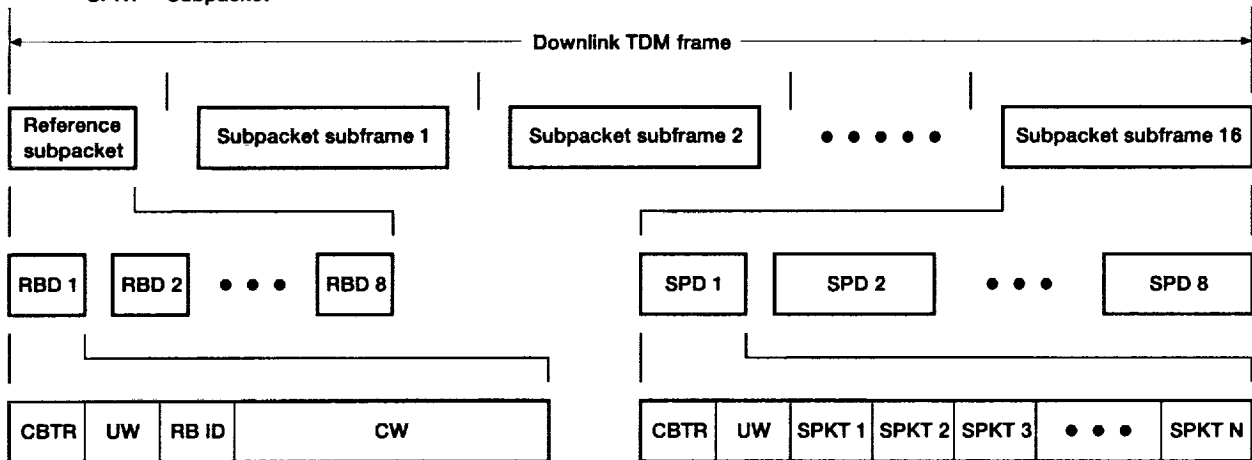 Downlink TDM frame
Reference subpacket
Subpacket subframe 1
Subpacket subframe 2
Subpacket subframe 16
RBD 1
RBD 2
RBD 8
SPD 1
SPD 2
SPD 8
CBTR
UW
RB ID
CW
CBTR
UW
SPKT 1
SPKT 2
SPKT 3
SPKT N